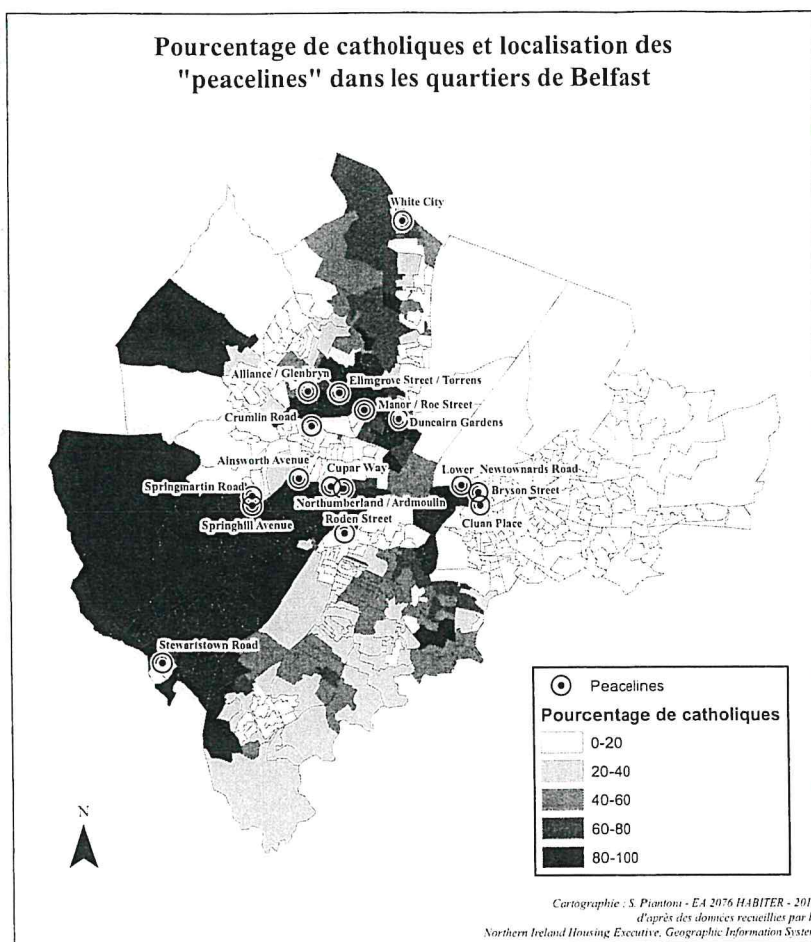 Pourcentage de catholiques et localisation des
"peacelines" dans les quartiers de Belfast
White City
Alliance / Glenbryn
Elimgrove Street / Torrens
Manor / Roe Street
Crumlin Road
Duncairn Gardens
Ainsworth Avenue
Cupar Way
Lower Newtownards Road
Springmartin Road
Bryson Street
Northumberland / Ardmoulin
Springhill Avenue
Cluan Place
Roden Street
Stewartstown Road
Peacelines
Pourcentage de catholiques
0-20
20-40
40-60
60-80
80-100
N
Cartographie : S. Piantoni - EA 2076 HABITER - 201
d'après des données recueillies par l
Northern Ireland Housing Executive, Geographic Information System